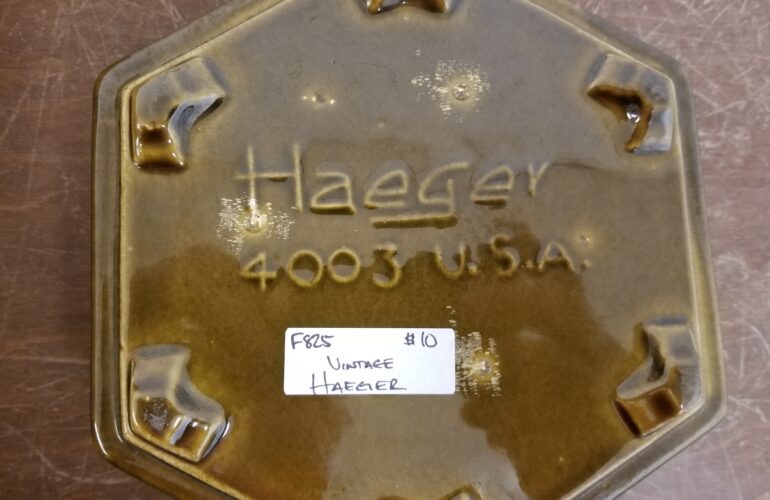 Haeger
4003 U.S.A.
F825 $10
VINTAGE
HAEGER